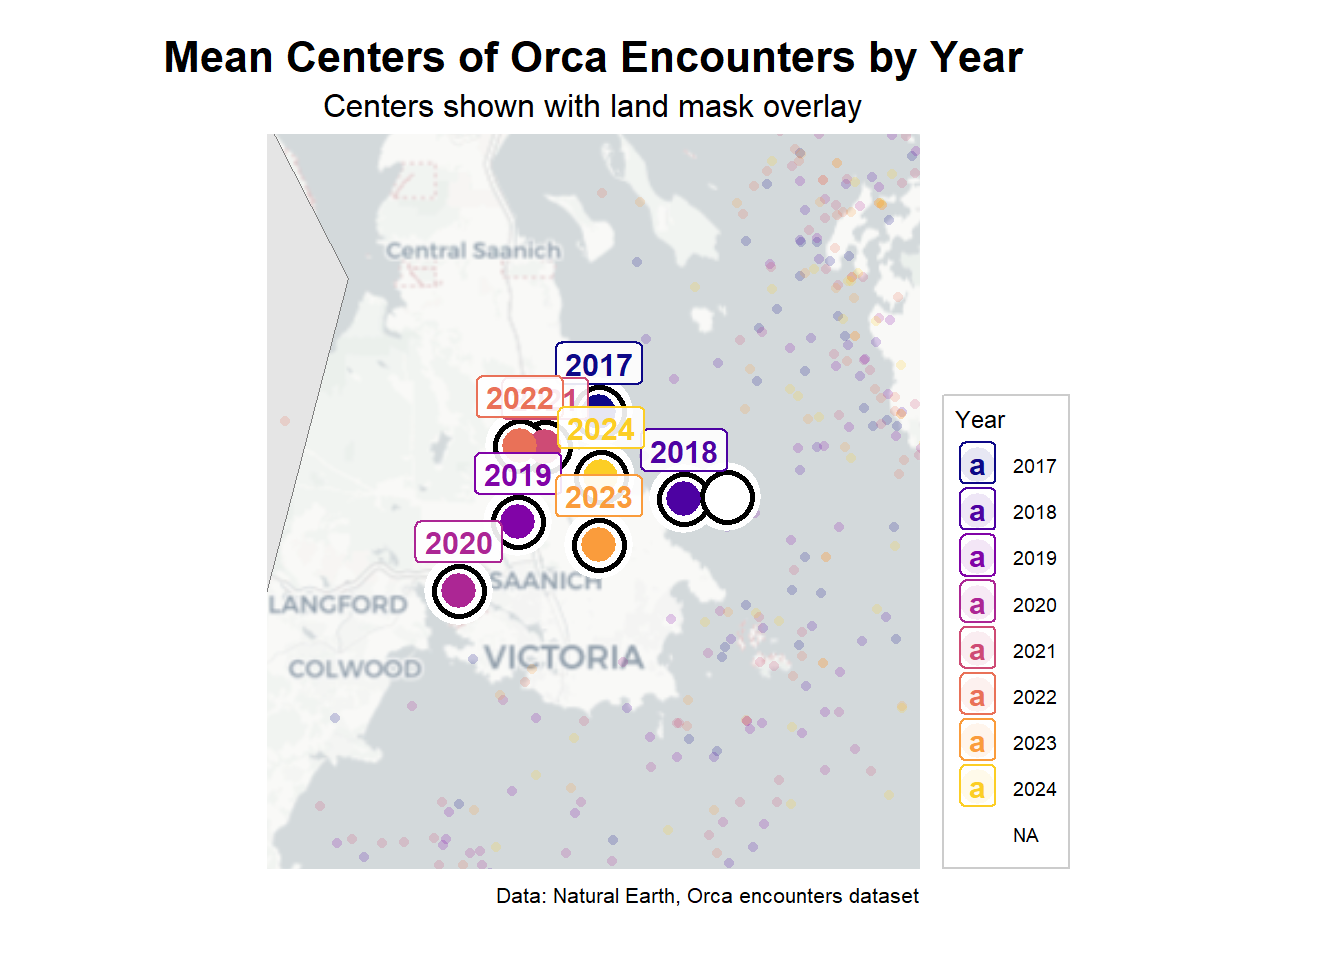 Mean Centers of Orca Encounters by Year
Centers shown with land mask overlay
Central Saanich
2017
2022
1
2024
2018
2019
2023
2020
SAANICH
LANGFORD
VICTORIA
COLWOOD
Year
a 2017
a 2018
a 2019
a 2020
a 2021
a 2022
a 2023
a 2024
NA
Data: Natural Earth, Orca encounters dataset